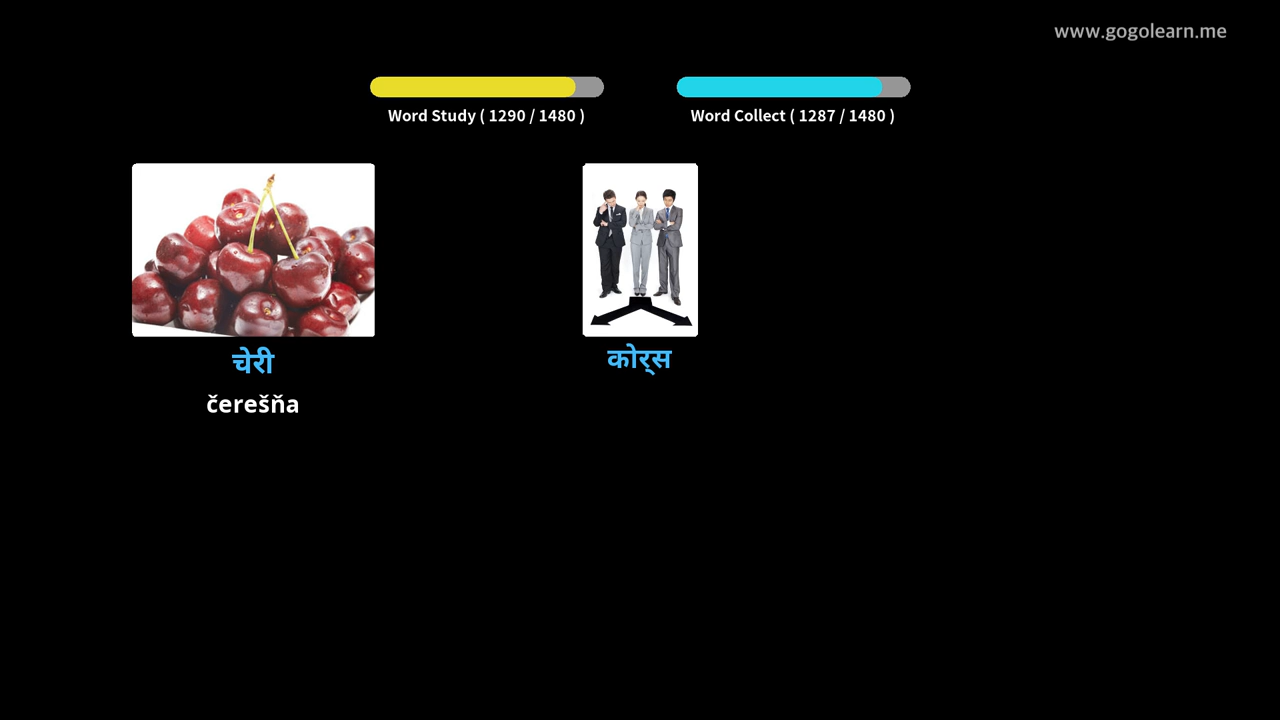 www.gogolearn.me
Word Study ( 1290 / 1480 )
Word Collect ( 1287 / 1480 )
चेरी
čerešňa
कोर्स